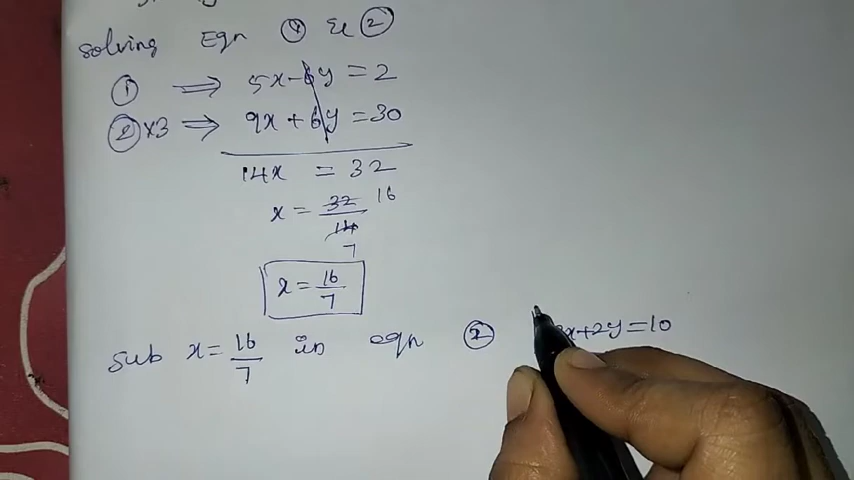 solving Eqn ① & ②
① ⟹ 5x-6y=2
②×3 ⟹ 9x+6y=30
14x = 32
x = 32/14 16 7
x = 16/7
sub x = 16/7 in eqn ② x+2y=10